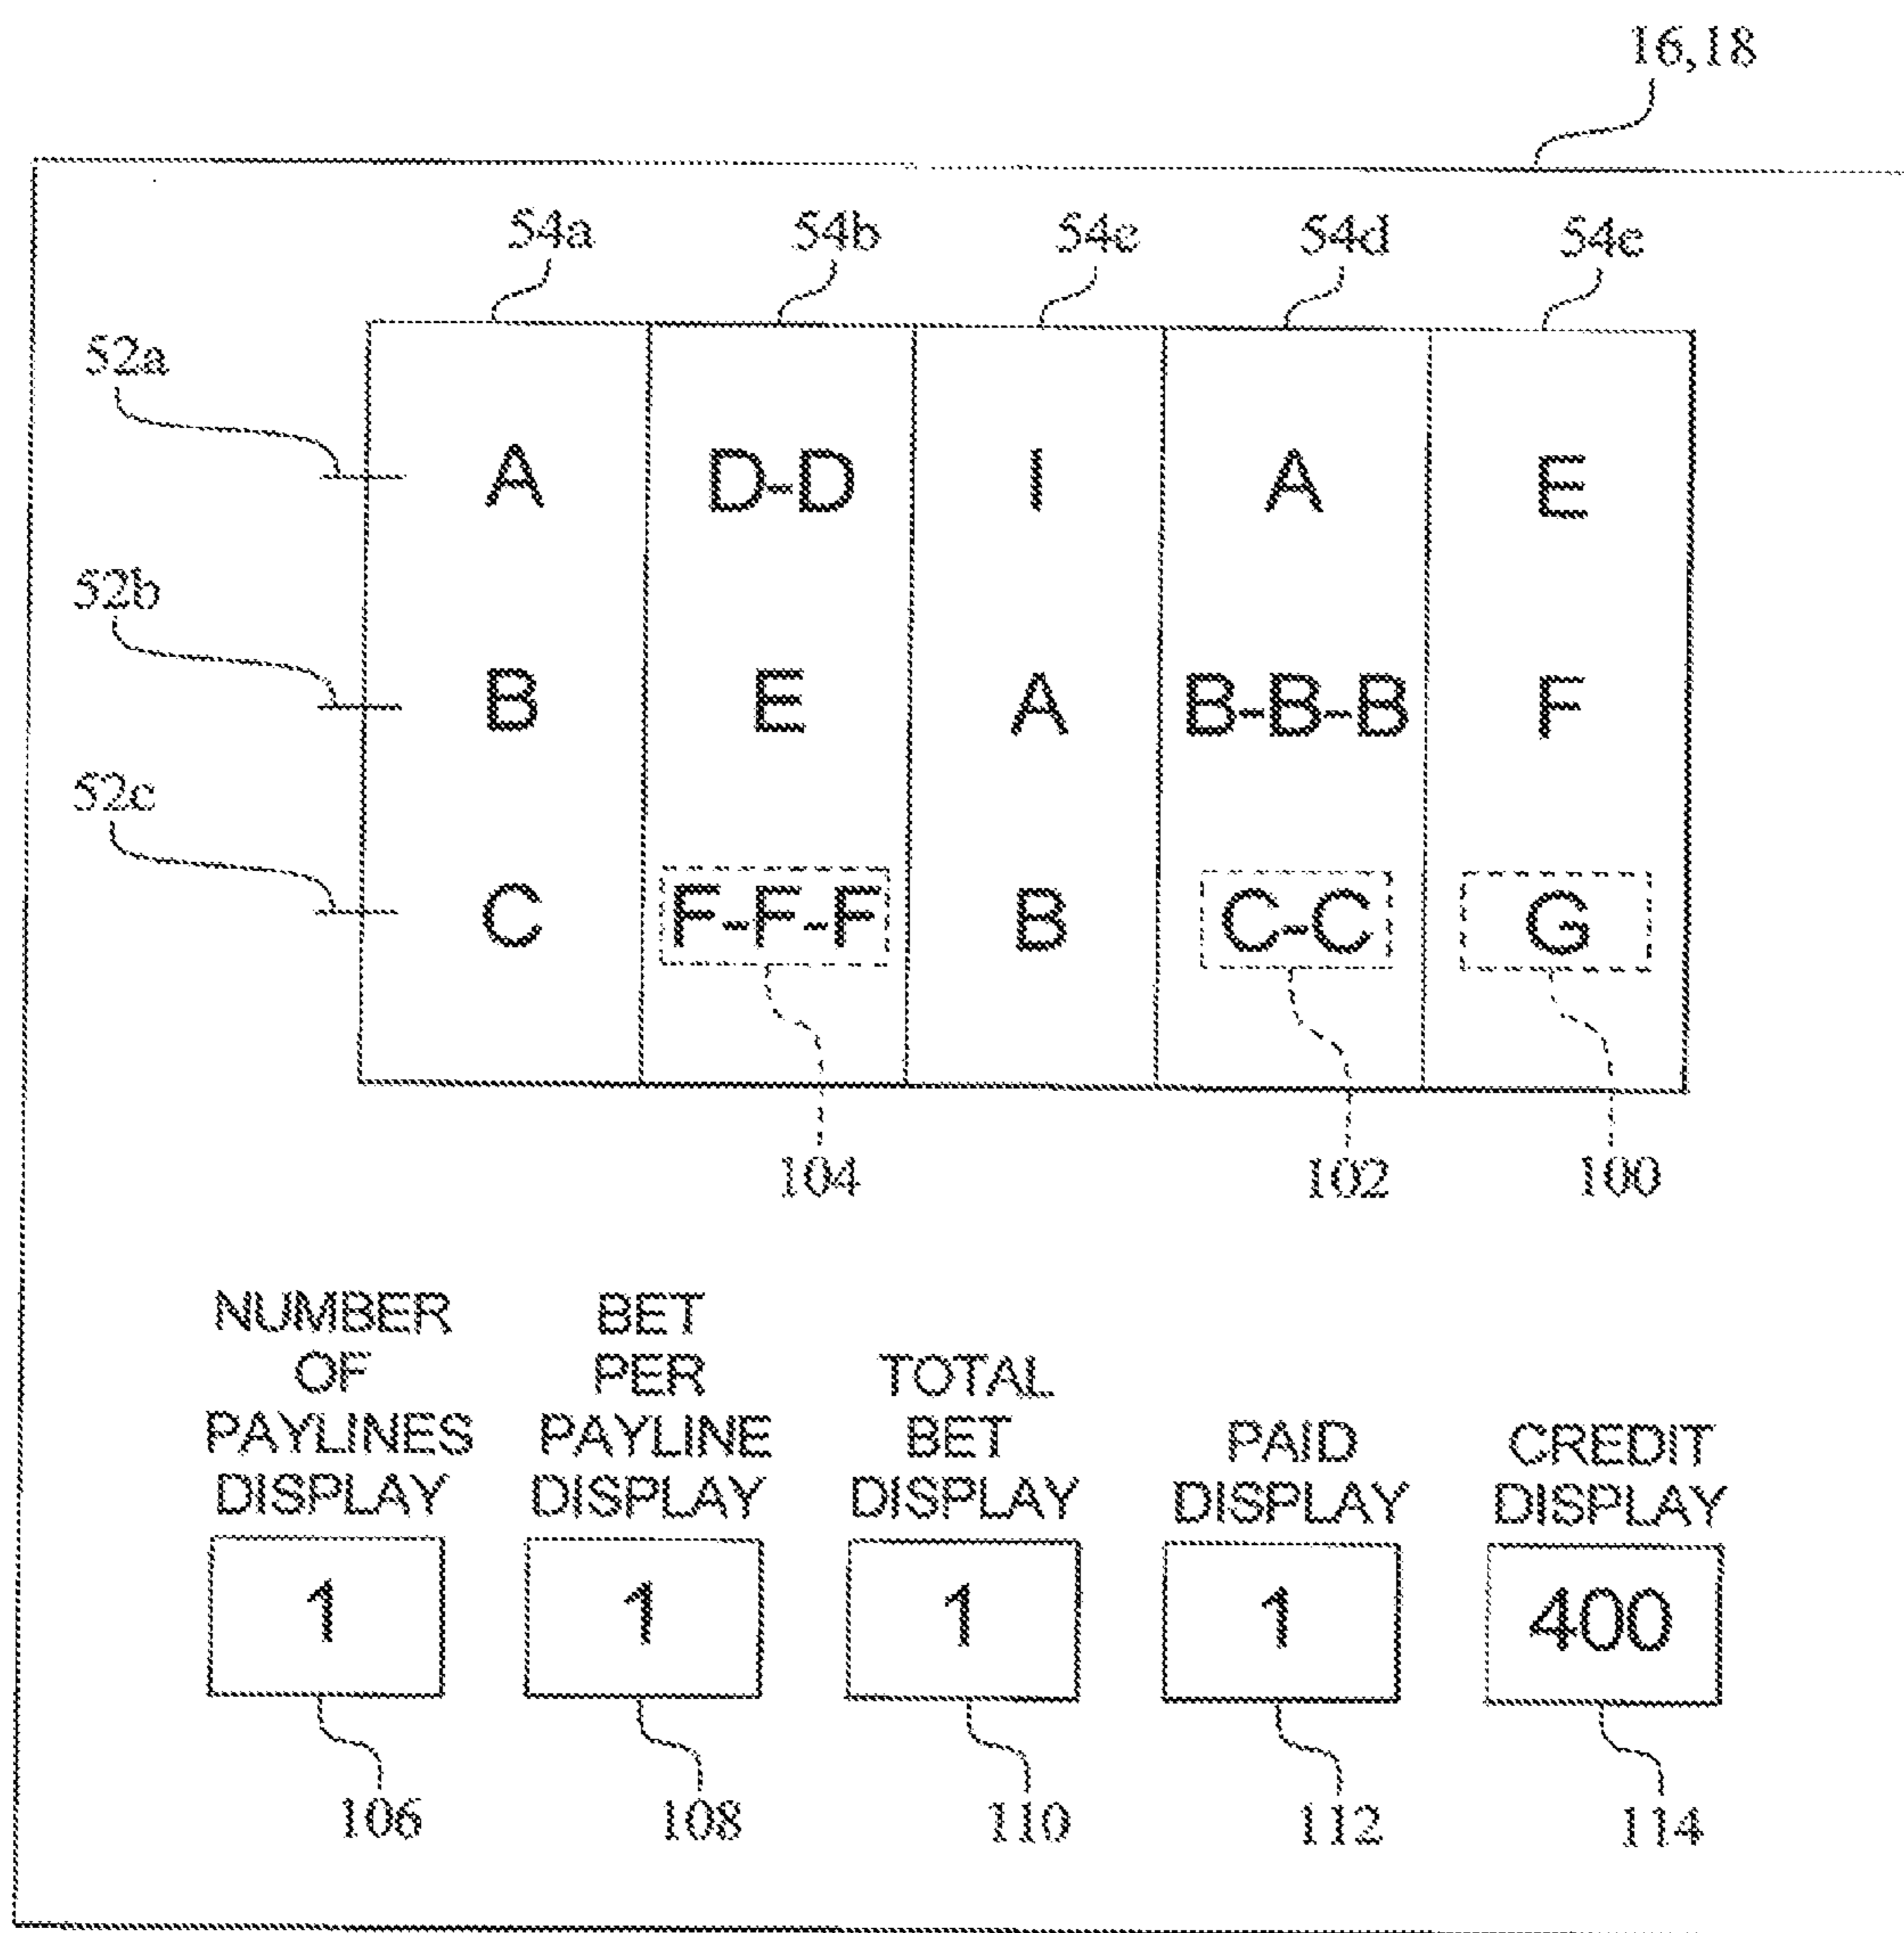 16,18
54a 54b 54c 54d 54e
52a
A D-D I A E
52b
B E A B-B-B F
52c
C F-F-F B C-C G
104 102 100
NUMBER BET
OF PER TOTAL
PAYLINES PAYLINE BET PAID CREDIT
DISPLAY DISPLAY DISPLAY DISPLAY DISPLAY
1 1 1 1 400
106 108 110 112 114